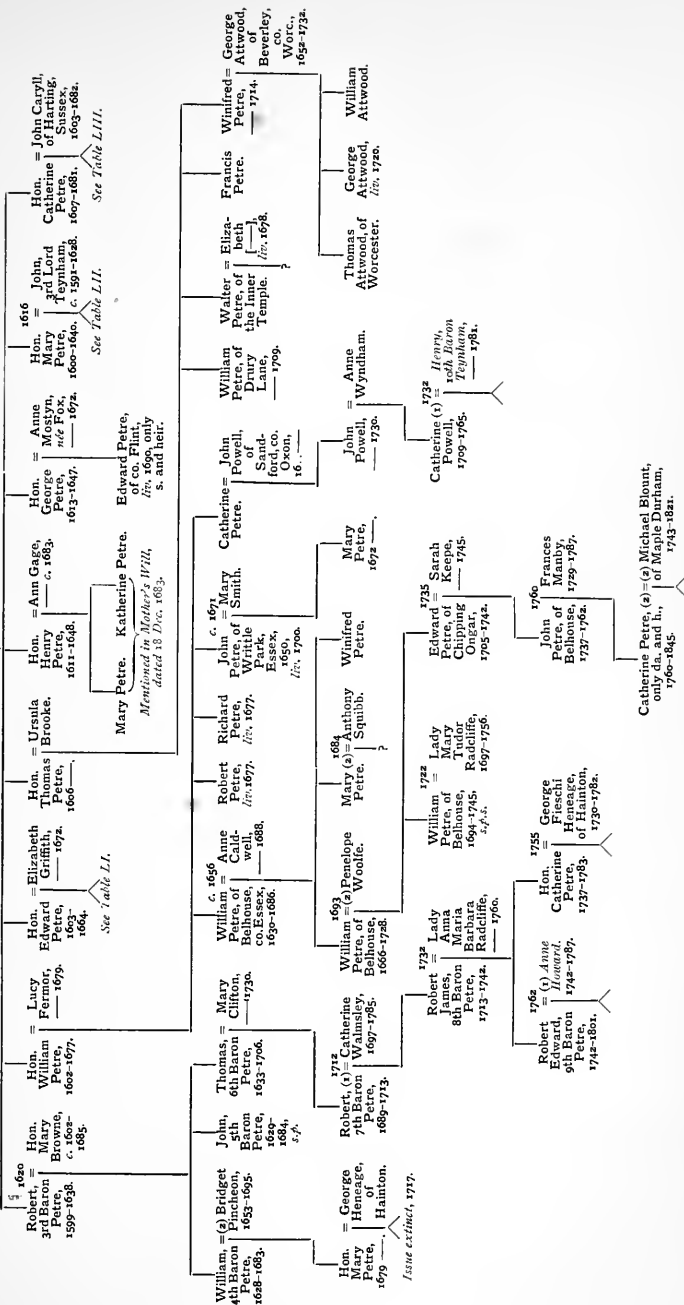 1620
Robert, =
3rd Baron
Petre,
1599–1638.
Hon.
Mary
Browne,
c. 1602–
1685.
Hon.
William
Petre,
1602–1677.
= Lucy
Fermor,
—— 1679.
Hon.
Edward
Petre,
1603–
1664.
= Elizabeth
Griffith,
—— 1672.
See Table LI.
Hon.
Thomas
Petre,
1606 ——.
= Ursula
Brooke.
Hon.
Henry
Petre,
1611–1648.
= Ann Gage,
—— c. 1683.
Mary Petre. Katherine Petre.
Mentioned in Mother's Will,
dated 18 Dec. 1683.
Hon.
George
Petre,
1613–1647.
= Anne
Mostyn,
née Fox,
—— 1672.
Edward Petre,
of co. Flint,
liv. 1690, only
s. and heir.
1616
Hon.
Mary
Petre,
1600–1640.
= John,
3rd Lord
Teynham,
c. 1591–1628.
See Table LII.
Hon.
Catherine
Petre,
1607–1681.
= John Caryll,
of Harting,
Sussex,
1603–1682.
See Table LIII.
William,
4th Baron
Petre,
1628–1683.
=(2) Bridget
Pincheon,
1653–1695.
John,
5th
Baron
Petre,
1629–
1684,
s.p.
Thomas,
6th Baron
Petre,
1633–1706.
= Mary
Clifton,
——1730.
c. 1656
William
Petre, of
Belhouse,
co. Essex,
1630–1686.
= Anne
Cald-
well,
—— 1688.
Robert
Petre,
liv. 1677.
Richard
Petre,
liv. 1677.
c. 1671
John
Petre, of
Writtle
Park,
Essex,
1650,
liv. 1700.
= Mary
Smith.
Catherine
Petre.
= John
Powell,
of
Sand-
ford, co.
Oxon,
16..——
William
Petre, of
Drury
Lane,
—— 1709.
Walter
Petre, of
the Inner
Temple.
= Eliza-
beth
[——],
liv. 1678.
?
Francis
Petre.
Winifred
Petre,
—— 1714.
= George
Attwood,
of
Beverley,
co.
Worc.,
1652–1732.
Hon.
Mary
Petre,
1679 ——.
= George
Heneage,
of
Hainton.
Issue extinct, 1717.
1712
Robert,
7th Baron
Petre,
1689–1713.
(1)= Catherine
Walmsley,
1697–1785.
1693
William
Petre, of
Belhouse,
1666–1728.
=(2) Penelope
Woolfe.
1684
Mary
Petre.
(2)= Anthony
Squibb.
?
Winifred
Petre.
Mary
Petre,
1672 ——.
John
Powell,
—— 1730.
= Anne
Wyndham.
Thomas
Attwood, of
Worcester.
George
Attwood,
liv. 1720.
William
Attwood.
1732
Robert
James,
8th Baron
Petre,
1713–1742.
= Lady
Anna
Maria
Barbara
Radcliffe,
—— 1760.
1722
William
Petre, of
Belhouse,
1694–1745.
s.p.s.
= Lady
Mary
Tudor
Radcliffe,
1697–1756.
1735
Edward
Petre, of
Chipping
Ongar,
1705–1742.
= Sarah
Keepe,
—— 1745.
1732
Catherine
Powell,
1709–1765.
(1) = Henry,
10th Baron
Teynham,
—— 1781.
1762
Robert
Edward,
9th Baron
Petre,
1742–1801.
= (1) Anne
Howard.
1742–1787.
1755
Hon.
Catherine
Petre,
1737–1783.
= George
Fieschi
Heneage,
of Hainton,
1730–1782.
1760
John
Petre, of
Belhouse,
1737–1762.
= Frances
Manby,
1729–1787.
Catherine Petre,
only da. and h.,
1760–1845.
(2)=(2) Michael Blount,
of Maple Durham,
1743–1821.